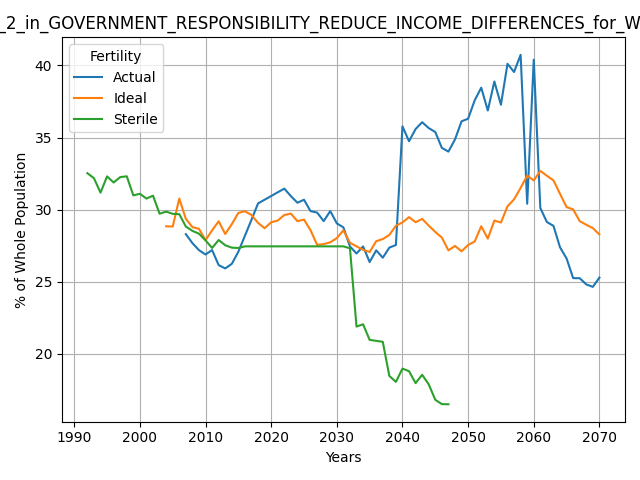 _2_in_GOVERNMENT_RESPONSIBILITY_REDUCE_INCOME_DIFFERENCES_for_W
Fertility
Actual
Ideal
Sterile
% of Whole Population
40
35
30
25
20
1990 2000 2010 2020 2030 2040 2050 2060 2070
Years